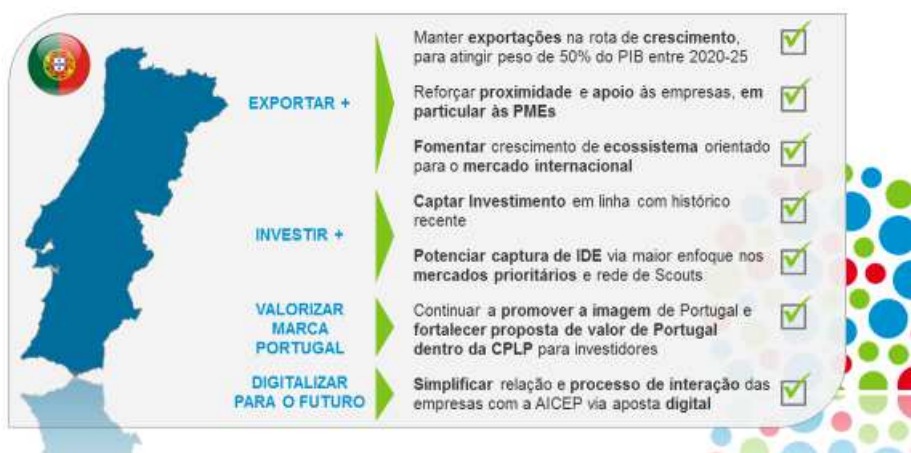 EXPORTAR +
Manter exportações na rota de crescimento,
para atingir peso de 50% do PIB entre 2020-25
Reforçar proximidade e apoio às empresas, em
particular às PMEs
Fomentar crescimento de ecossistema orientado
para o mercado internacional
INVESTIR +
Captar Investimento em linha com histórico
recente
Potenciar captura de IDE via maior enfoque nos
mercados prioritários e rede de Scouts
VALORIZAR
MARCA
PORTUGAL
Continuar a promover a imagem de Portugal e
fortalecer proposta de valor de Portugal
dentro da CPLP para investidores
DIGITALIZAR
PARA O FUTURO
Simplificar relação e processo de interação das
empresas com a AICEP via aposta digital